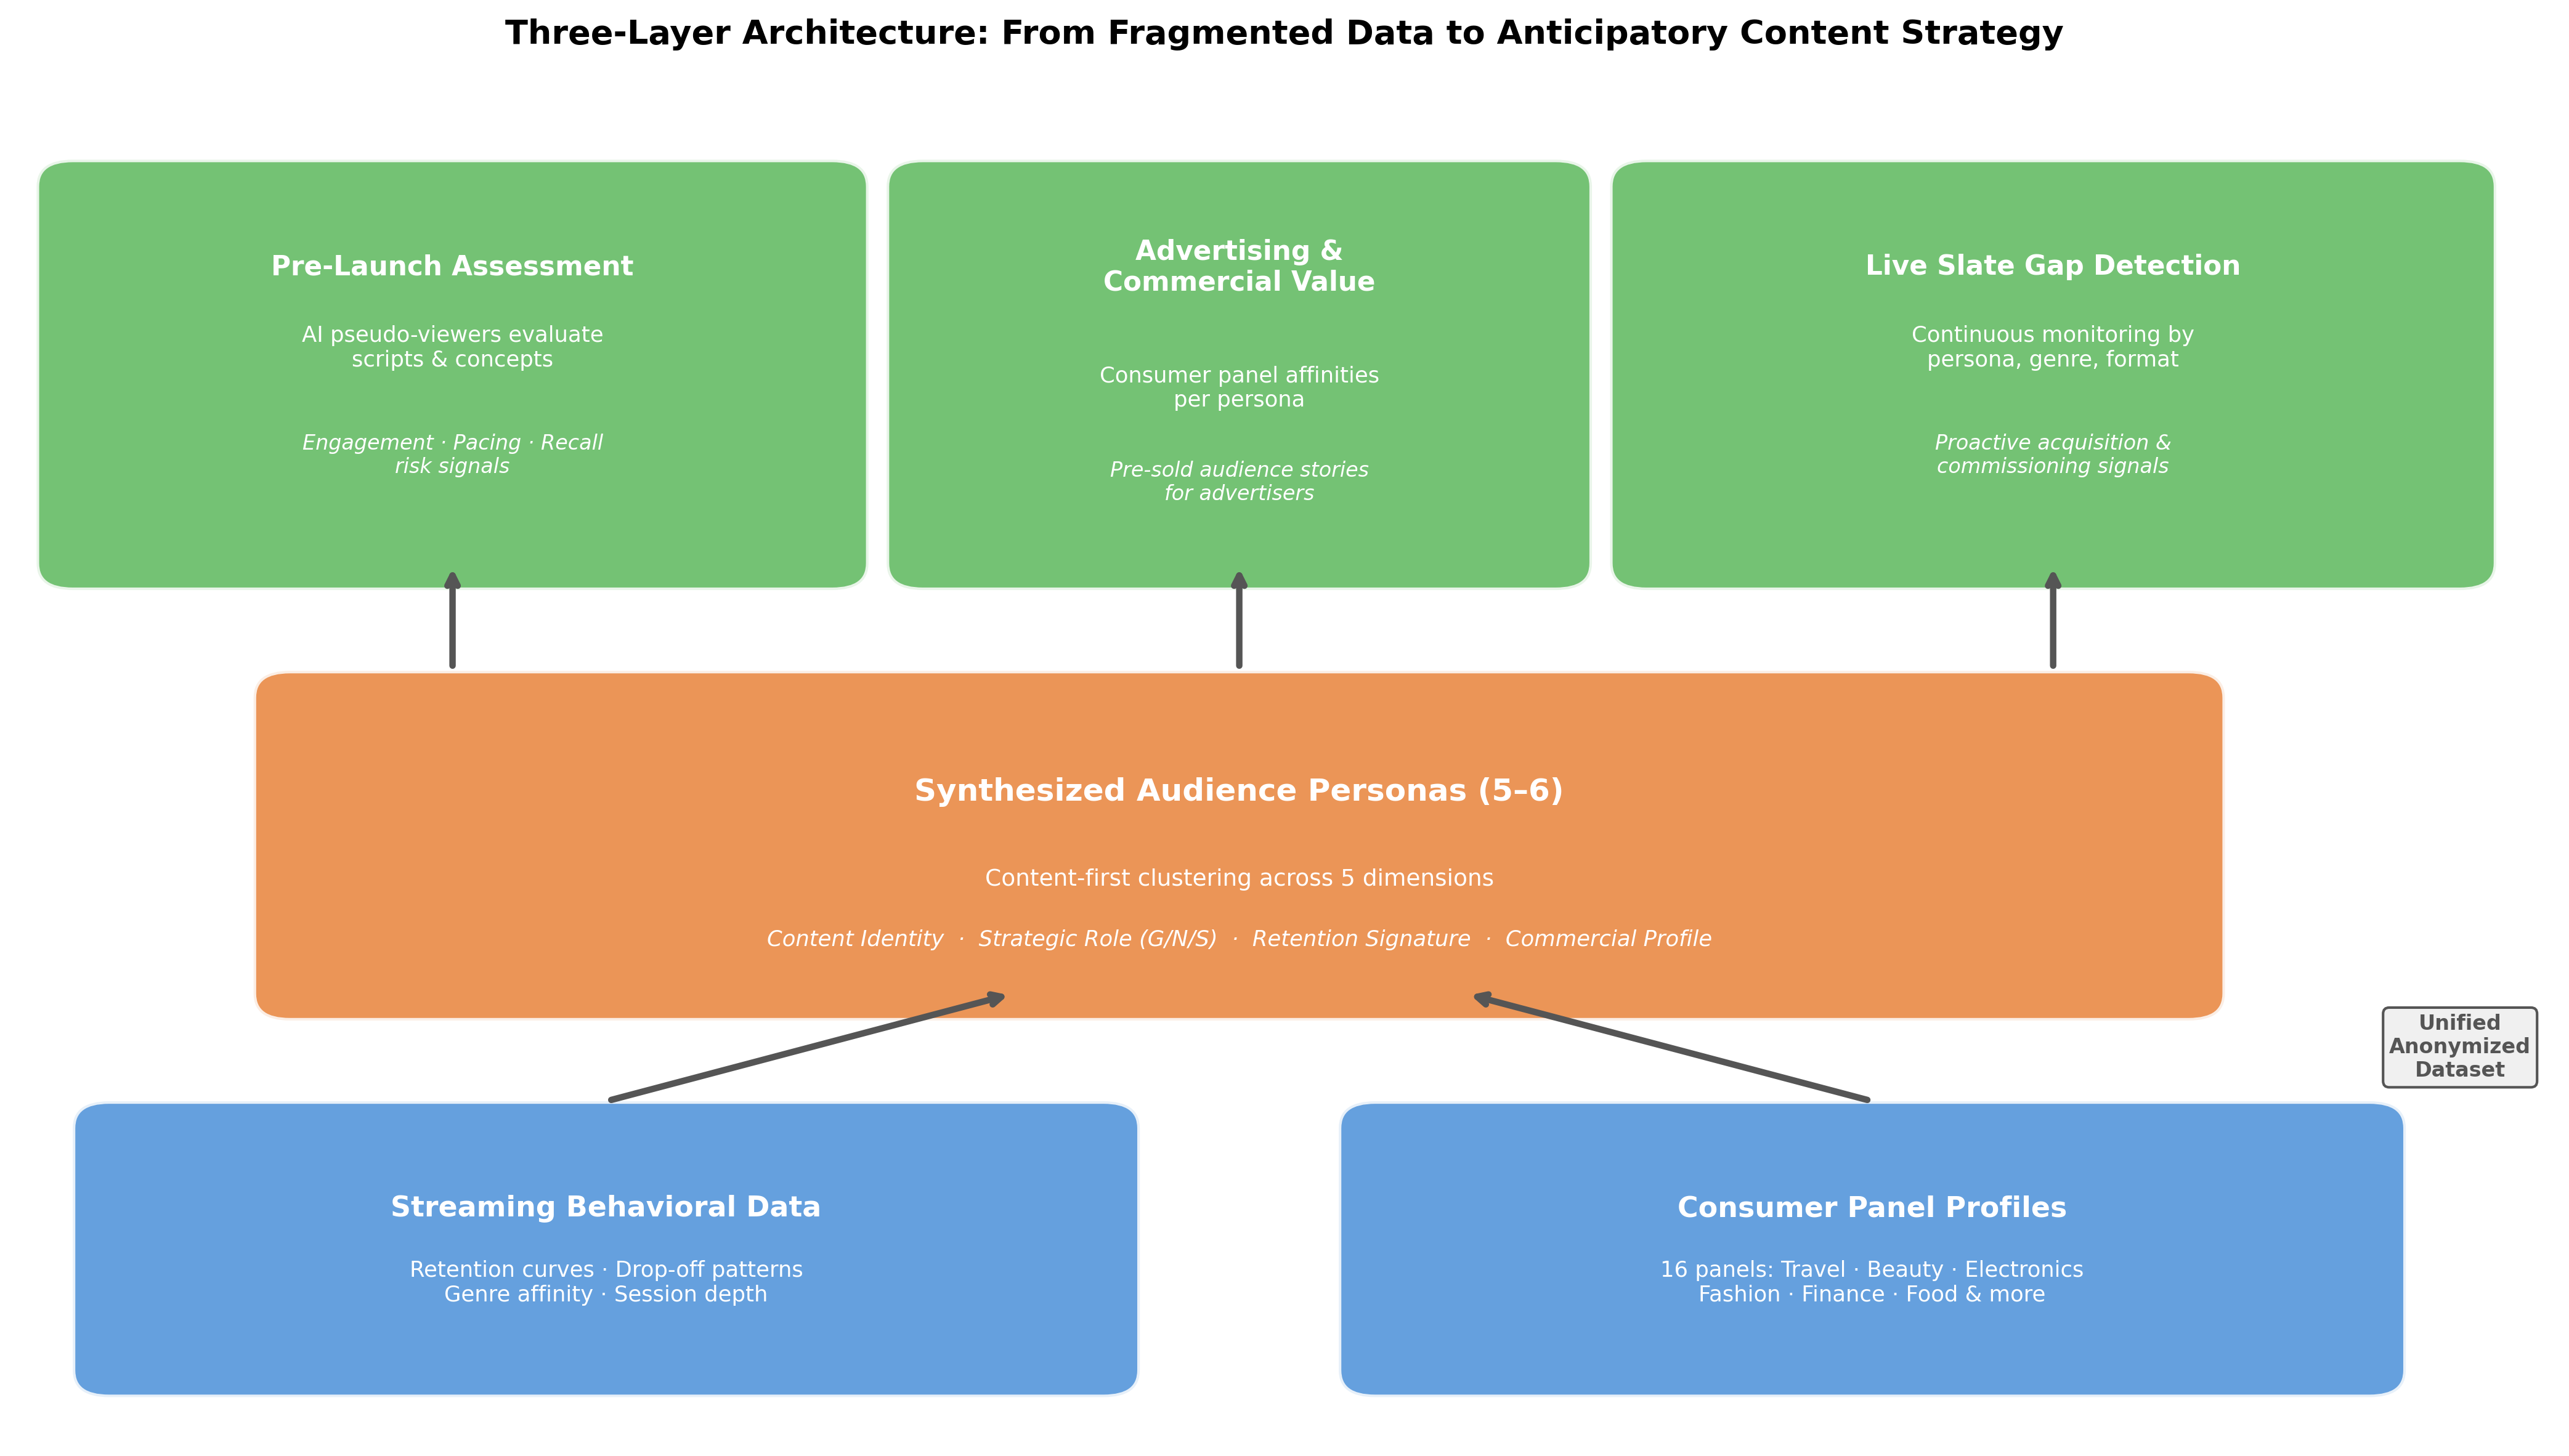 Three-Layer Architecture: From Fragmented Data to Anticipatory Content Strategy
Pre-Launch Assessment
AI pseudo-viewers evaluate
scripts & concepts
Engagement · Pacing · Recall
risk signals
Advertising &
Commercial Value
Consumer panel affinities
per persona
Pre-sold audience stories
for advertisers
Live Slate Gap Detection
Continuous monitoring by
persona, genre, format
Proactive acquisition &
commissioning signals
Synthesized Audience Personas (5–6)
Content-first clustering across 5 dimensions
Content Identity · Strategic Role (G/N/S) · Retention Signature · Commercial Profile
Unified
Anonymized
Dataset
Streaming Behavioral Data
Retention curves · Drop-off patterns
Genre affinity · Session depth
Consumer Panel Profiles
16 panels: Travel · Beauty · Electronics
Fashion · Finance · Food & more